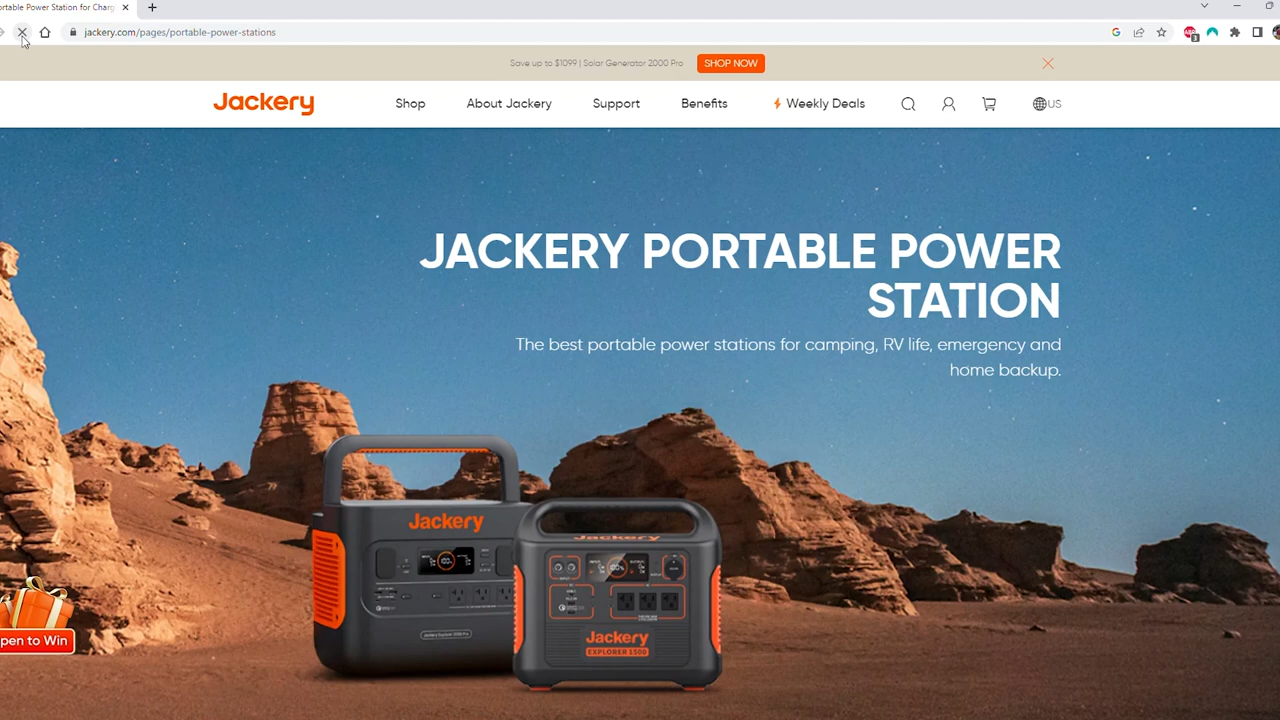 ortable Power Station for Charg
jackery.com/pages/portable-power-stations
Save up to $1099 | Solar Generator 2000 Pro
SHOP NOW
Jackery
Shop
About Jackery
Support
Benefits
Weekly Deals
US
JACKERY PORTABLE POWER
STATION
The best portable power stations for camping, RV life, emergency and
home backup.
Jackery
100%
Jackery
100%
Jackery
EXPLORER 1500
pen to Win